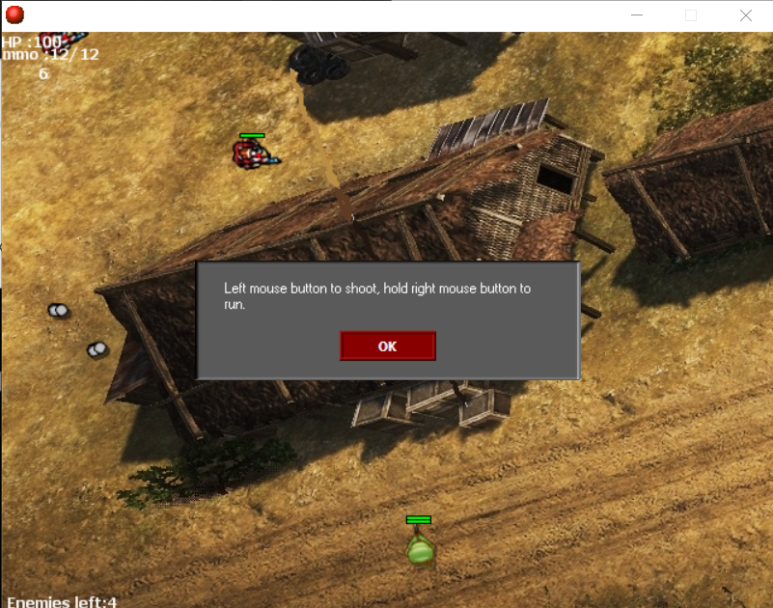 HP :100
mmo :12/ 12
6
Left mouse button to shoot, hold right mouse button to
run.
OK
Enemies left:4